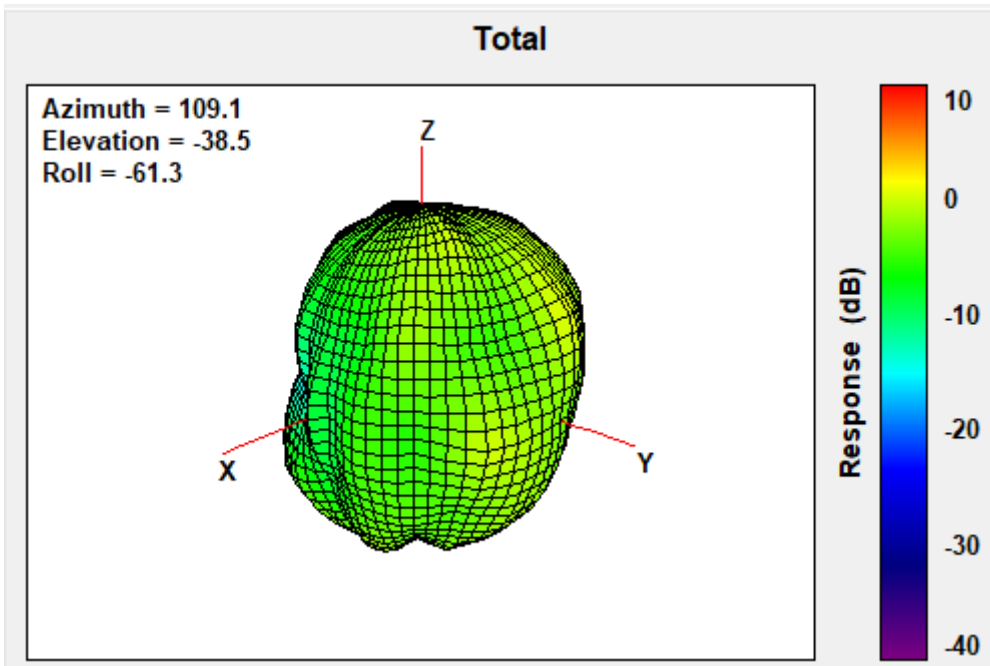 Total
Azimuth = 109.1
Elevation = -38.5
Roll = -61.3
Z
X
Y
10
0
-10
-20
-30
-40
Response (dB)